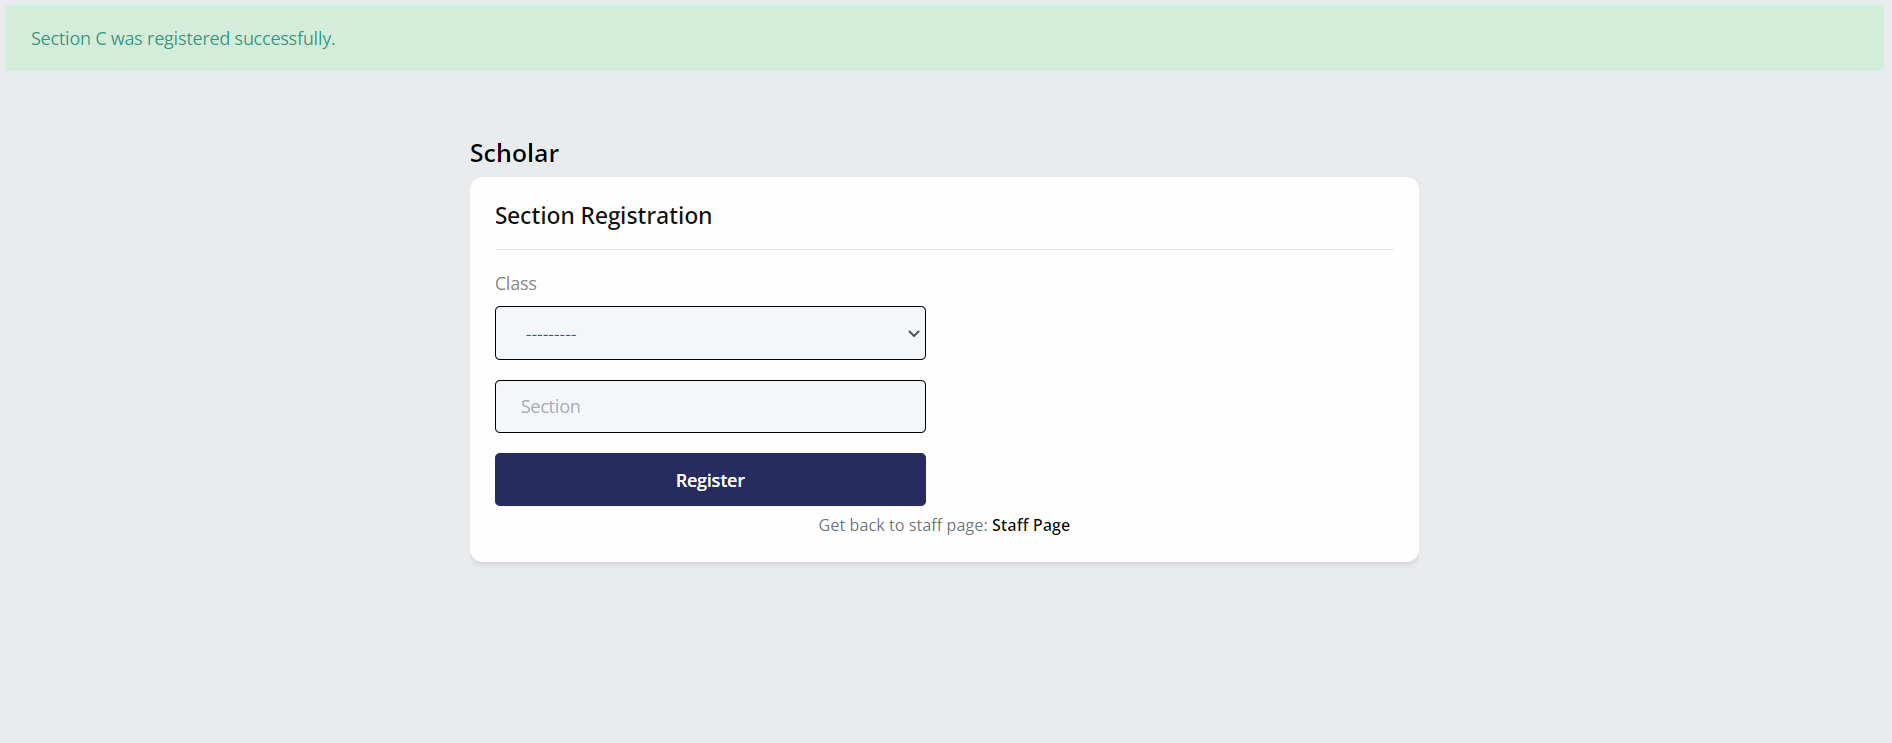 Section C was registered successfully.
Scholar
Section Registration
Class
---------
Section
Register
Get back to staff page: Staff Page